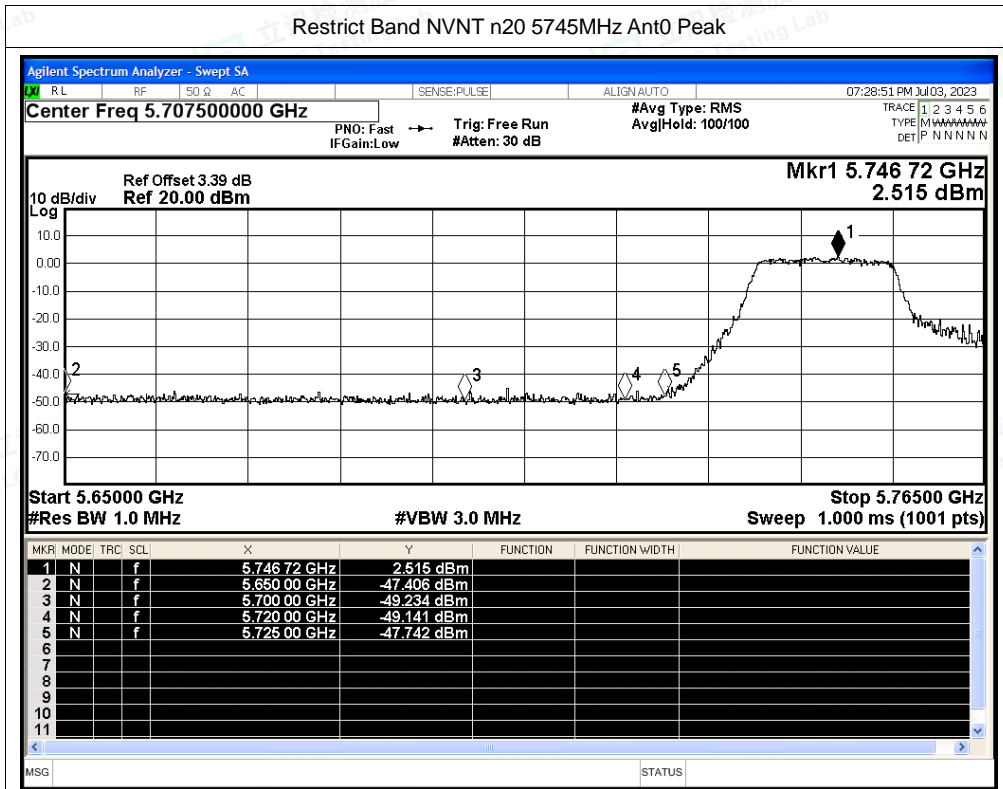 Restrict Band NVNT n20 5745MHz Ant0 Peak
Agilent Spectrum Analyzer - Swept SA
LXI RL RF 50 Ω AC SENSE:PULSE ALIGN AUTO 07:28:51 PM Jul 03, 2023
Center Freq 5.707500000 GHz
PNO: Fast
IFGain:Low
Trig: Free Run
#Atten: 30 dB
#Avg Type: RMS
Avg|Hold: 100/100
TRACE 1 2 3 4 5 6
TYPE M WWWWW
DET P N N N N N
Mkr1 5.746 72 GHz
2.515 dBm
Ref Offset 3.39 dB
10 dB/div Ref 20.00 dBm
Log
10.0
0.00
-10.0
-20.0
-30.0
-40.0
-50.0
-60.0
-70.0
1
2
3
4
5
Start 5.65000 GHz Stop 5.76500 GHz
#Res BW 1.0 MHz #VBW 3.0 MHz Sweep 1.000 ms (1001 pts)
MKR MODE TRC SCL X Y FUNCTION FUNCTION WIDTH FUNCTION VALUE
1 N f 5.746 72 GHz 2.515 dBm
2 N f 5.650 00 GHz -47.406 dBm
3 N f 5.700 00 GHz -49.234 dBm
4 N f 5.720 00 GHz -49.141 dBm
5 N f 5.725 00 GHz -47.742 dBm
6
7
8
9
10
11
MSG STATUS